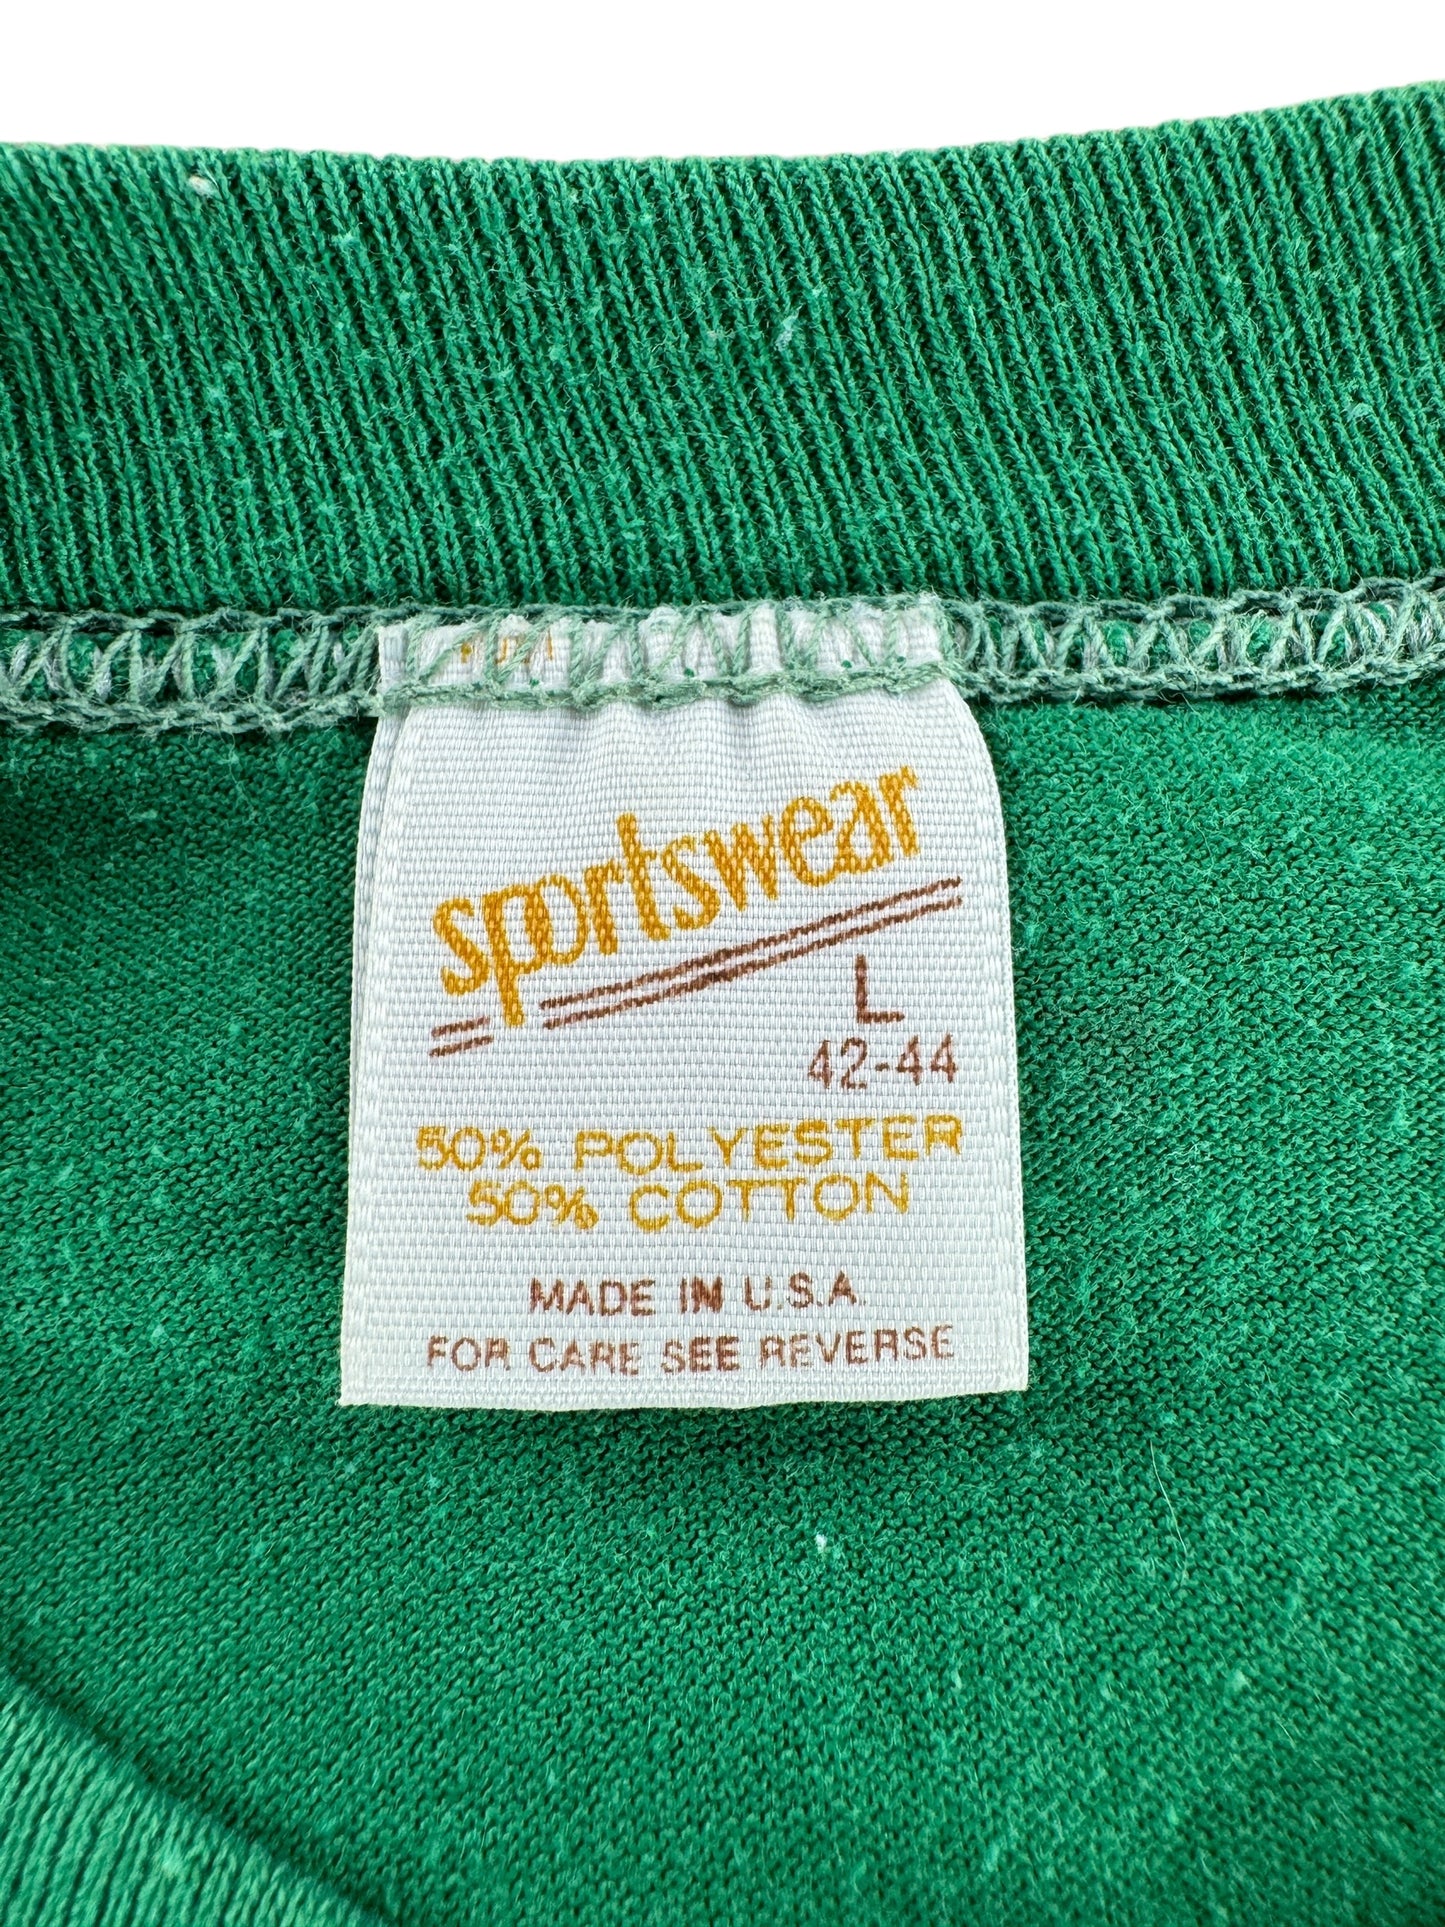 sportswear
L
42-44
50% POLYESTER
50% COTTON
MADE IN U.S.A.
FOR CARE SEE REVERSE